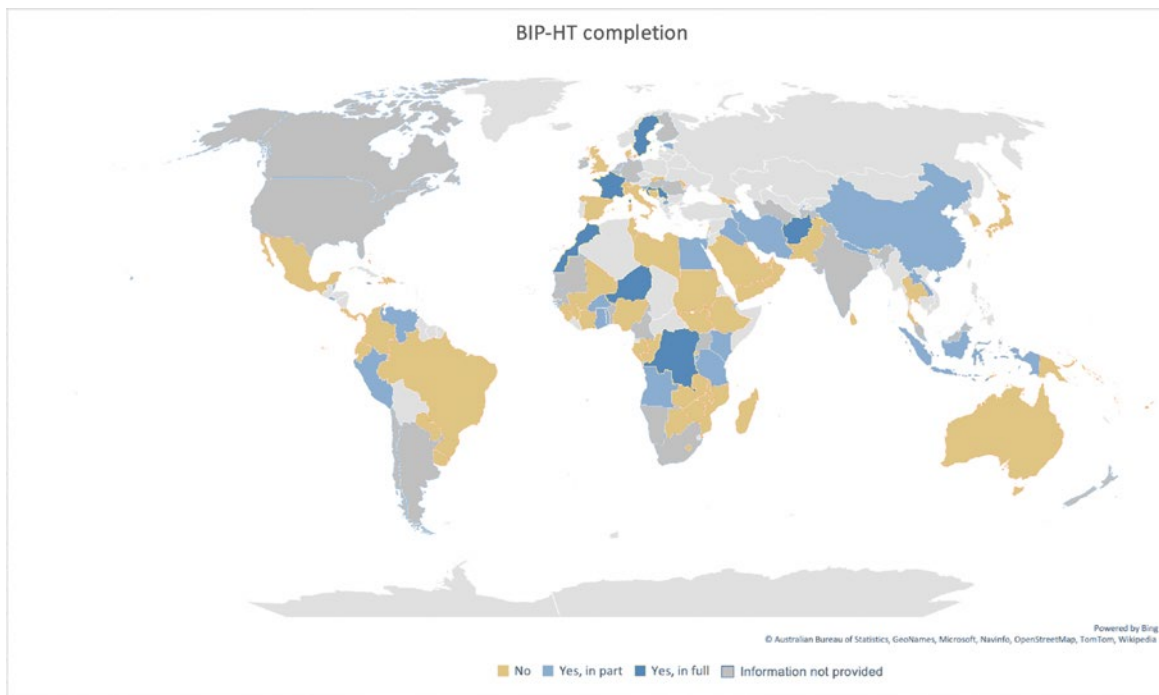 BIP-HT completion
Powered by Bing
© Australian Bureau of Statistics, GeoNames, Microsoft, Navinfo, OpenStreetMap, TomTom, Wikipedia
No
Yes, in part
Yes, in full
Information not provided